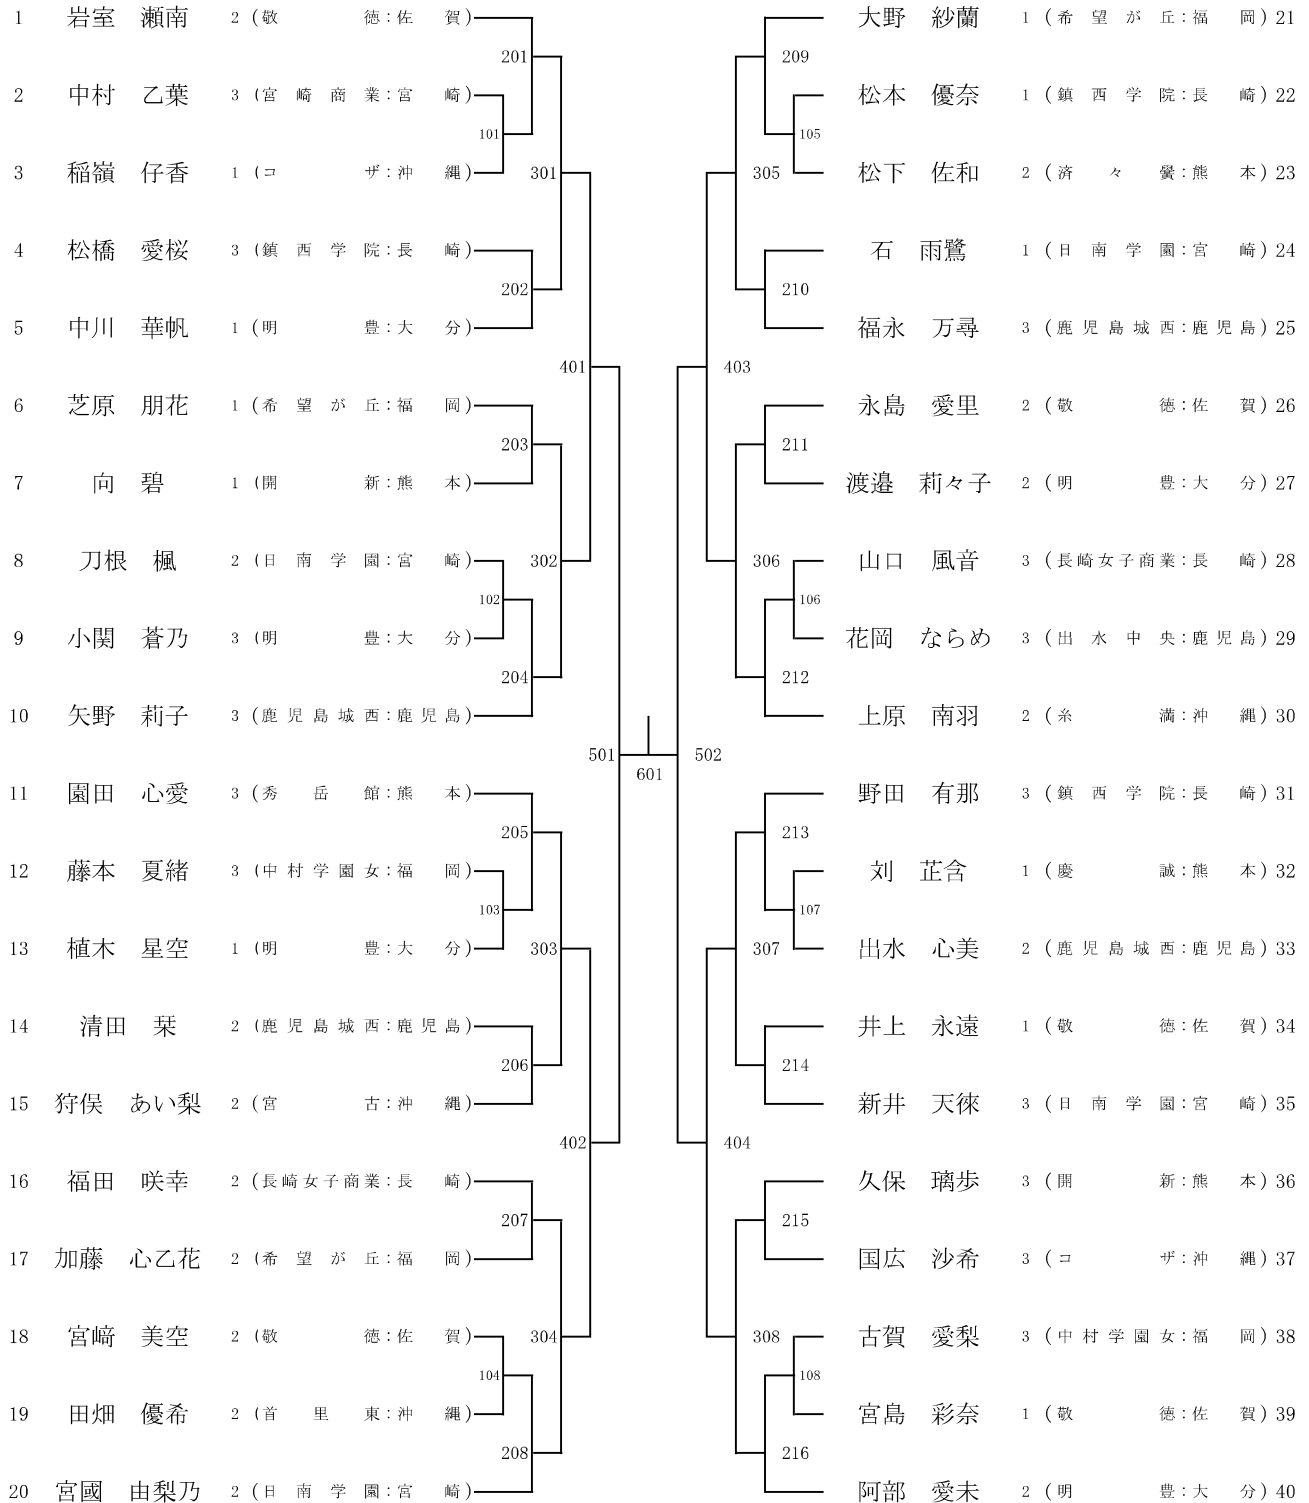 1 岩室 瀬南 2 (敬 徳:佐 賀)
201
2 中村 乙葉 3 (宮 崎 商 業:宮 崎)
101
3 稲嶺 仔香 1 (コ ザ:沖 縄)
301
4 松橋 愛桜 3 (鎮 西 学 院:長 崎)
202
5 中川 華帆 1 (明 豊:大 分)
401
6 芝原 朋花 1 (希 望 が 丘:福 岡)
203
7 向 碧 1 (開 新:熊 本)
8 刀根 楓 2 (日 南 学 園:宮 崎)
302
102
9 小関 蒼乃 3 (明 豊:大 分)
204
10 矢野 莉子 3 (鹿 児 島 城 西:鹿 児 島)
501
601
11 園田 心愛 3 (秀 岳 館:熊 本)
205
12 藤本 夏緒 3 (中 村 学 園 女:福 岡)
103
13 植木 星空 1 (明 豊:大 分)
303
14 清田 栞 2 (鹿 児 島 城 西:鹿 児 島)
206
15 狩俣 あい梨 2 (宮 古:沖 縄)
402
16 福田 咲幸 2 (長 崎 女 子 商 業:長 崎)
207
17 加藤 心乙花 2 (希 望 が 丘:福 岡)
18 宮﨑 美空 2 (敬 徳:佐 賀)
304
104
19 田畑 優希 2 (首 里 東:沖 縄)
208
20 宮國 由梨乃 2 (日 南 学 園:宮 崎)
大野 紗蘭 1 (希 望 が 丘:福 岡) 21
209
松本 優奈 1 (鎮 西 学 院:長 崎) 22
105
松下 佐和 2 (済 々 黌:熊 本) 23
305
石 雨鷺 1 (日 南 学 園:宮 崎) 24
210
福永 万尋 3 (鹿 児 島 城 西:鹿 児 島) 25
403
永島 愛里 2 (敬 徳:佐 賀) 26
211
渡邉 莉々子 2 (明 豊:大 分) 27
山口 風音 3 (長 崎 女 子 商 業:長 崎) 28
306
106
花岡 ならめ 3 (出 水 中 央:鹿 児 島) 29
212
上原 南羽 2 (糸 満:沖 縄) 30
502
野田 有那 3 (鎮 西 学 院:長 崎) 31
213
刘 芷含 1 (慶 誠:熊 本) 32
107
出水 心美 2 (鹿 児 島 城 西:鹿 児 島) 33
307
井上 永遠 1 (敬 徳:佐 賀) 34
214
新井 天徠 3 (日 南 学 園:宮 崎) 35
404
久保 璃歩 3 (開 新:熊 本) 36
215
国広 沙希 3 (コ ザ:沖 縄) 37
古賀 愛梨 3 (中 村 学 園 女:福 岡) 38
308
108
宮島 彩奈 1 (敬 徳:佐 賀) 39
216
阿部 愛未 2 (明 豊:大 分) 40